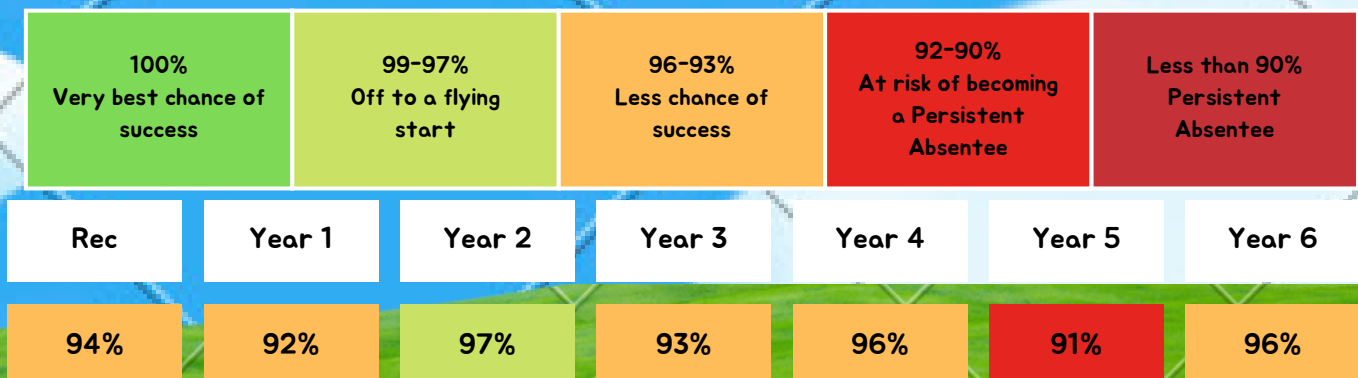 100%
Very best chance of
success
99-97%
Off to a flying
start
96-93%
Less chance of
success
92-90%
At risk of becoming
a Persistent
Absentee
Less than 90%
Persistent
Absentee
Rec
Year 1
Year 2
Year 3
Year 4
Year 5
Year 6
94%
92%
97%
93%
96%
91%
96%